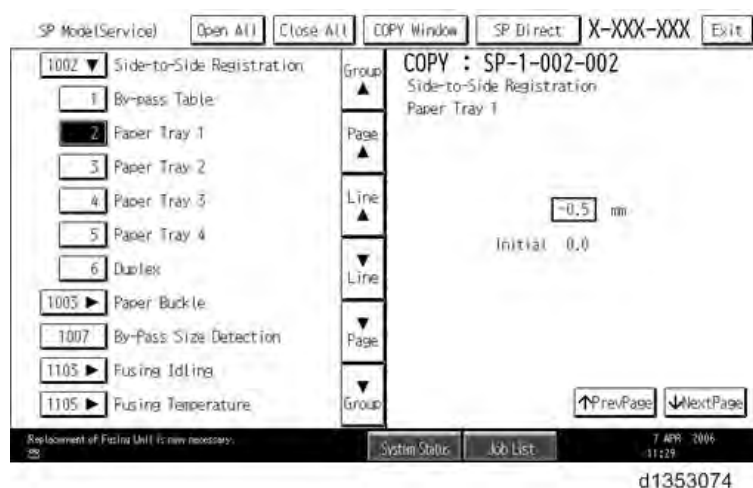 SP Mode(Service) Open All Close All COPY Window SP Direct X-XXX-XXX Exit
1002 ▼ Side-to-Side Registration
1 By-pass Table
2 Paper Tray 1
3 Paper Tray 2
4 Paper Tray 3
5 Paper Tray 4
6 Duplex
1003 ► Paper Buckle
1007 By-Pass Size Detection
1103 ► Fusing Idling
1105 ► Fusing Temperature
Group ▲
Page ▲
Line ▲
▼ Line
▼ Page
▼ Group
COPY : SP-1-002-002
Side-to-Side Registration
Paper Tray 1
-0.5 mm
Initial 0.0
↑PrevPage ↓NextPage
Replacement of Fusing Unit is now necessary.
System Status Job List
7 APR 2006
11:29
d1353074